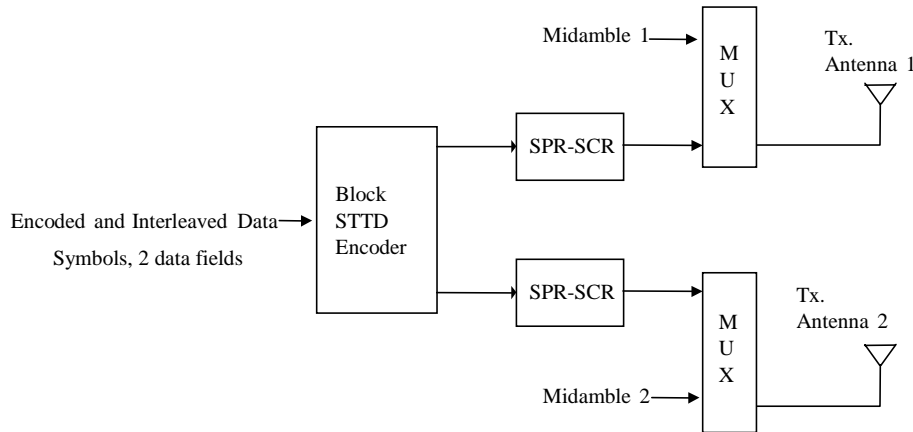 Midamble 1
M
U
X
Tx.
Antenna 1
SPR-SCR
Encoded and Interleaved Data
Symbols, 2 data fields
Block
STTD
Encoder
SPR-SCR
Midamble 2
M
U
X
Tx.
Antenna 2